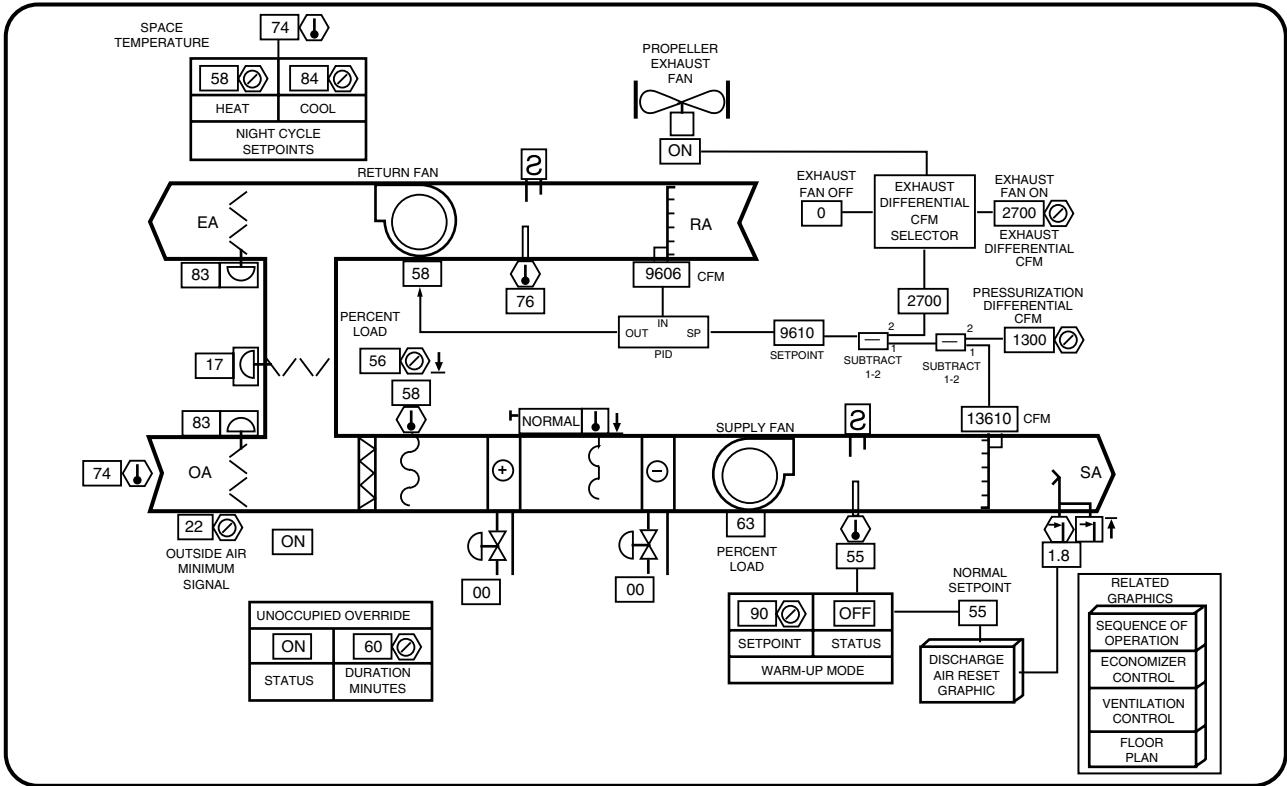 SPACE
TEMPERATURE
74
58
84
HEAT
COOL
NIGHT CYCLE
SETPOINTS
PROPELLER
EXHAUST
FAN
ON
EXHAUST
FAN OFF
0
EXHAUST
DIFFERENTIAL
CFM
SELECTOR
EXHAUST
FAN ON
2700
EXHAUST
DIFFERENTIAL
CFM
RETURN FAN
S
EA
RA
83
58
76
9606
CFM
2700
PRESSURIZATION
DIFFERENTIAL
CFM
1300
PERCENT
LOAD
56
58
IN
OUT
SP
PID
9610
SETPOINT
2
1
SUBTRACT
1-2
2
1
SUBTRACT
1-2
17
83
NORMAL
SUPPLY FAN
S
13610
CFM
74
OA
+
−
SA
22
OUTSIDE AIR
MINIMUM
SIGNAL
ON
00
00
63
PERCENT
LOAD
55
1.8
UNOCCUPIED OVERRIDE
ON
60
STATUS
DURATION
MINUTES
90
OFF
SETPOINT
STATUS
WARM-UP MODE
NORMAL
SETPOINT
55
DISCHARGE
AIR RESET
GRAPHIC
RELATED
GRAPHICS
SEQUENCE OF
OPERATION
ECONOMIZER
CONTROL
VENTILATION
CONTROL
FLOOR
PLAN